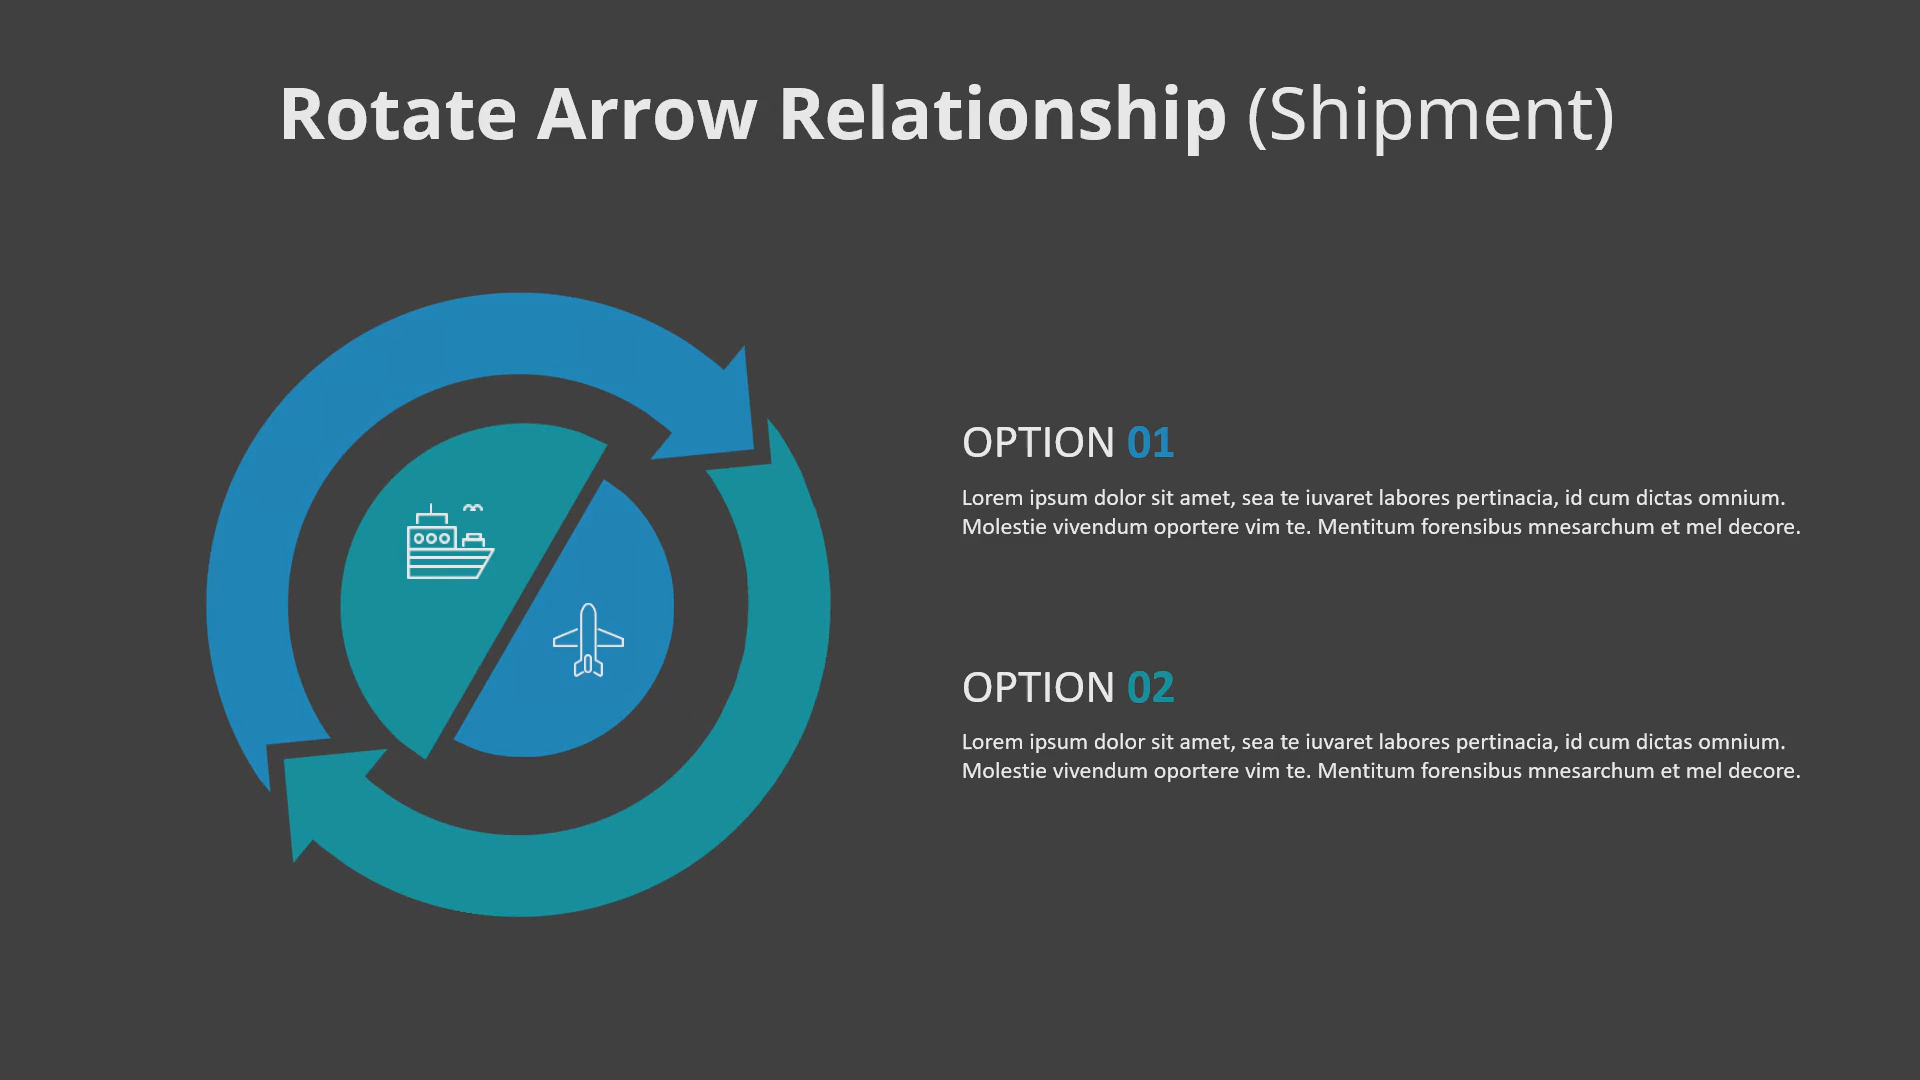 Rotate Arrow Relationship (Shipment)
OPTION 01
Lorem ipsum dolor sit amet, sea te iuvaret labores pertinacia, id cum dictas omnium.
Molestie vivendum oportere vim te. Mentitum forensibus mnesarchum et mel decore.
OPTION 02
Lorem ipsum dolor sit amet, sea te iuvaret labores pertinacia, id cum dictas omnium.
Molestie vivendum oportere vim te. Mentitum forensibus mnesarchum et mel decore.